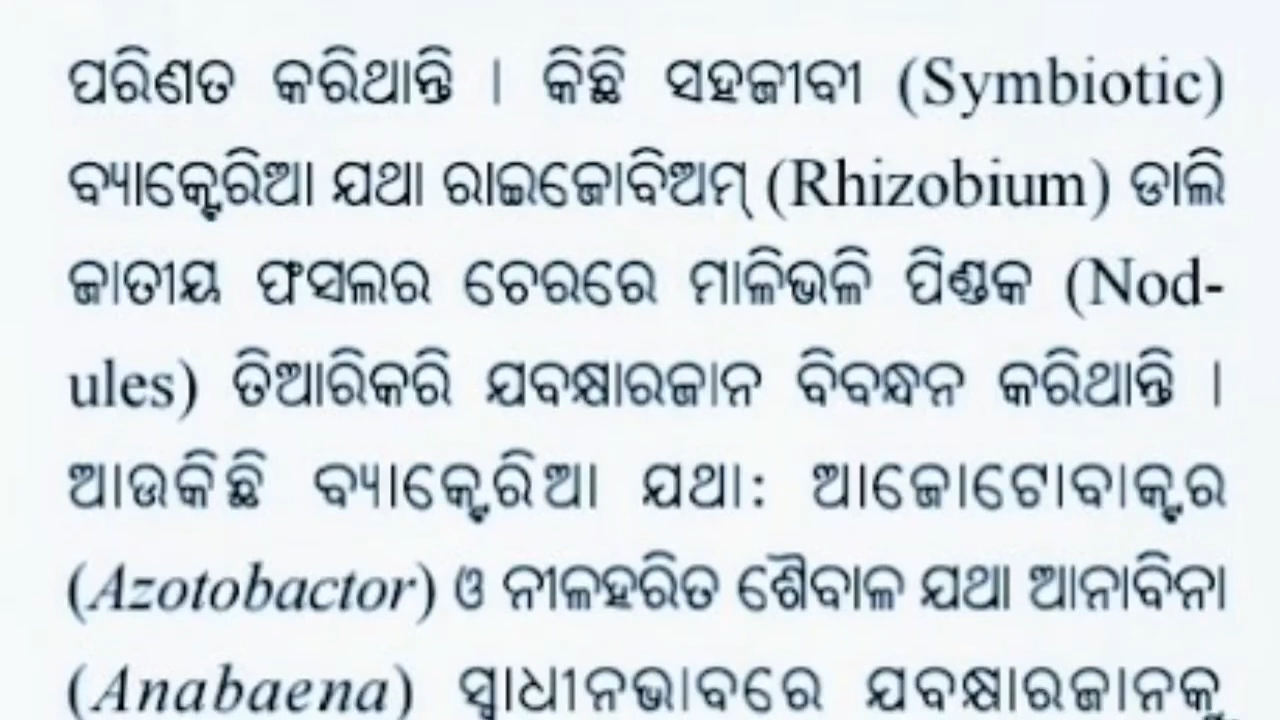 ପରିଣତ କରିଥାନ୍ତି । କିଛି ସହଜୀବୀ (Symbiotic)
ବ୍ୟାକ୍ଟେରିଆ ଯଥା ରାଇଜୋବିଅମ୍ (Rhizobium) ଡାଲି
ଜାତୀୟ ଫସଲର ଚେରରେ ମାଳିଭଳି ପିଣ୍ଡକ (Nod-
ules) ତିଆରିକରି ଯବକ୍ଷାରଜାନ ବିବନ୍ଧନ କରିଥାନ୍ତି ।
ଆଉକିଛି ବ୍ୟାକ୍ଟେରିଆ ଯଥା: ଆଜୋଟୋବାକ୍ଟର
(Azotobactor) ଓ ନୀଳହରିତ ଶୈବାଳ ଯଥା ଆନାବିନା
(Anabaena) ସ୍ୱାଧୀନଭାବରେ ଯବକ୍ଷାରଜାନକୁ